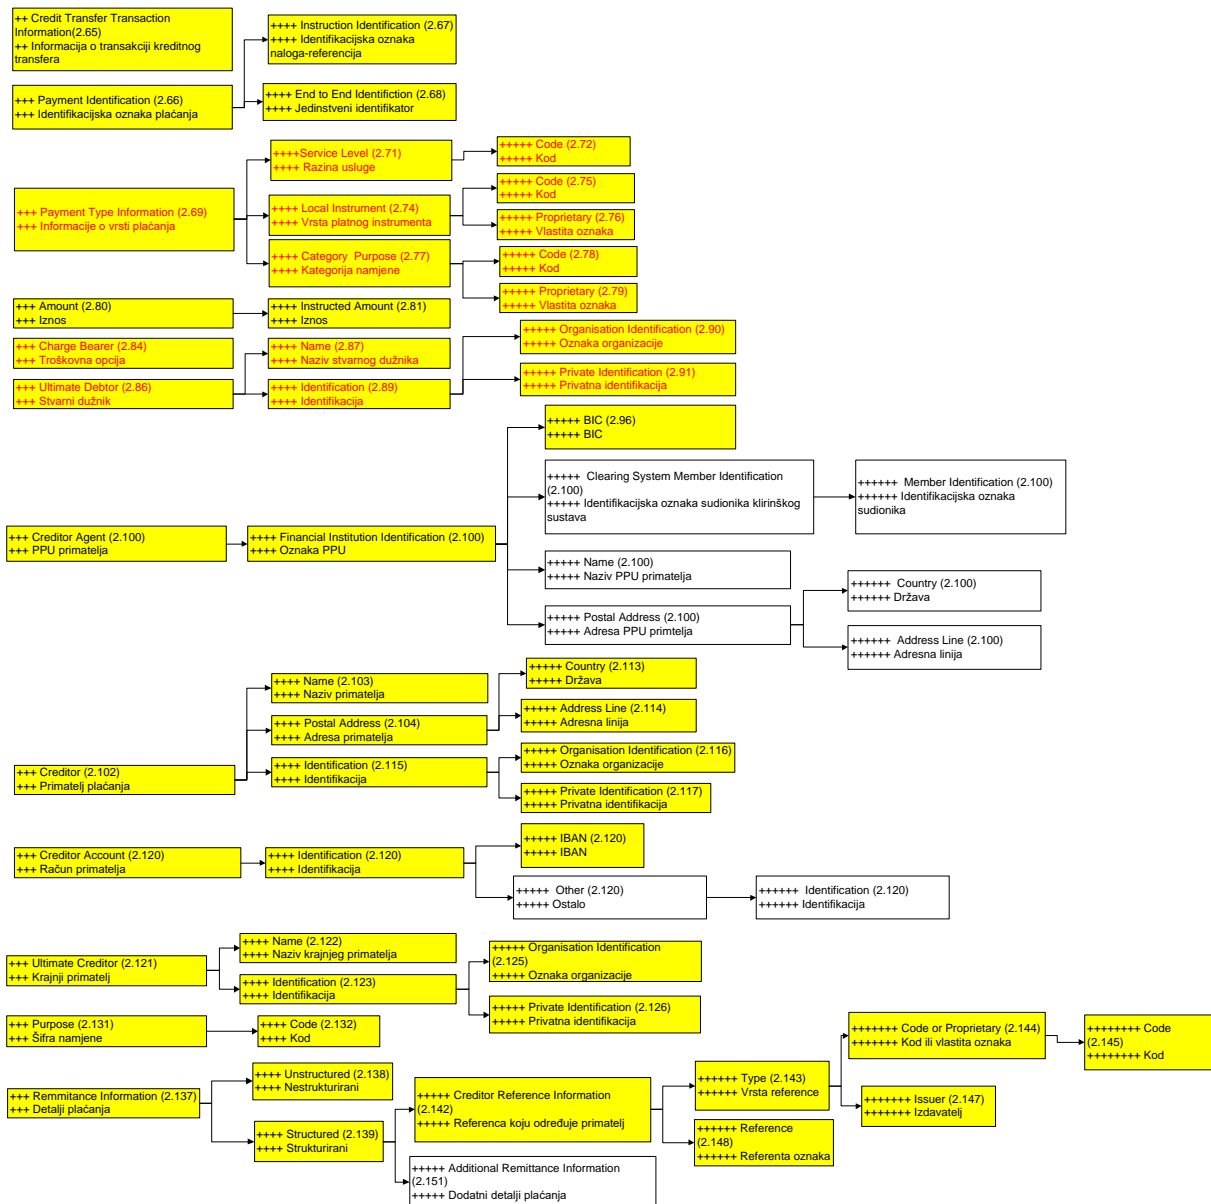 ++ Credit Transfer Transaction
Information(2.65)
++ Informacija o transakciji kreditnog
transfera
++++ Instruction Identification (2.67)
++++ Identifikacijska oznaka
naloga-referencija
+++ Payment Identification (2.66)
+++ Identifikacijska oznaka plaćanja
++++ End to End Identifiction (2.68)
++++ Jedinstveni identifikator
++++Service Level (2.71)
++++ Razina usluge
+++++ Code (2.72)
+++++ Kod
+++ Payment Type Information (2.69)
+++ Informacije o vrsti plaćanja
++++ Local Instrument (2.74)
++++ Vrsta platnog instrumenta
+++++ Code (2.75)
+++++ Kod
+++++ Proprietary (2.76)
+++++ Vlastita oznaka
++++ Category  Purpose (2.77)
++++ Kategorija namjene
+++++ Code (2.78)
+++++ Kod
+++++ Proprietary (2.79)
+++++ Vlastita oznaka
+++ Amount (2.80)
+++ Iznos
++++ Instructed Amount (2.81)
++++ Iznos
+++ Charge Bearer (2.84)
+++ Troškovna opcija
++++ Name (2.87)
++++ Naziv stvarnog dužnika
+++++ Organisation Identification (2.90)
+++++ Oznaka organizacije
+++ Ultimate Debtor (2.86)
+++ Stvarni dužnik
++++ Identification (2.89)
++++ Identifikacija
+++++ Private Identification (2.91)
+++++ Privatna identifikacija
+++++ BIC (2.96)
+++++ BIC
+++++  Clearing System Member Identification
(2.100)
+++++ Identifikacijska oznaka sudionika klirinškog
sustava
++++++  Member Identification (2.100)
++++++ Identifikacijska oznaka
sudionika
+++ Creditor Agent (2.100)
+++ PPU primatelja
++++ Financial Institution Identification (2.100)
++++ Oznaka PPU
+++++ Name (2.100)
+++++ Naziv PPU primatelja
+++++ Postal Address (2.100)
+++++ Adresa PPU primtelja
++++++  Country (2.100)
++++++ Država
++++++  Address Line (2.100)
++++++ Adresna linija
++++ Name (2.103)
++++ Naziv primatelja
+++++ Country (2.113)
+++++ Država
++++ Postal Address (2.104)
++++ Adresa primatelja
+++++ Address Line (2.114)
+++++ Adresna linija
+++ Creditor (2.102)
+++ Primatelj plaćanja
++++ Identification (2.115)
++++ Identifikacija
+++++ Organisation Identification (2.116)
+++++ Oznaka organizacije
+++++ Private Identification (2.117)
+++++ Privatna identifikacija
+++ Creditor Account (2.120)
+++ Račun primatelja
++++ Identification (2.120)
++++ Identifikacija
+++++ IBAN (2.120)
+++++ IBAN
+++++  Other (2.120)
+++++ Ostalo
++++++  Identification (2.120)
++++++ Identifikacija
+++ Ultimate Creditor (2.121)
+++ Krajnji primatelj
++++ Name (2.122)
++++ Naziv krajnjeg primatelja
++++ Identification (2.123)
++++ Identifikacija
+++++ Organisation Identification
(2.125)
+++++ Oznaka organizacije
+++++ Private Identification (2.126)
+++++ Privatna identifikacija
+++ Purpose (2.131)
+++ Šifra namjene
++++ Code (2.132)
++++ Kod
+++ Remmitance Information (2.137)
+++ Detalji plaćanja
++++ Unstructured (2.138)
++++ Nestrukturirani
++++ Structured (2.139)
++++ Strukturirani
+++++ Creditor Reference Information
(2.142)
+++++ Referenca koju određuje primatelj
+++++ Additional Remittance Information
(2.151)
+++++ Dodatni detalji plaćanja
++++++ Type (2.143)
++++++ Vrsta reference
++++++ Reference
(2.148)
++++++ Referenta oznaka
+++++++ Code or Proprietary (2.144)
+++++++ Kod ili vlastita oznaka
++++++++ Code
(2.145)
++++++++ Kod
+++++++ Issuer (2.147)
+++++++ Izdavatelj